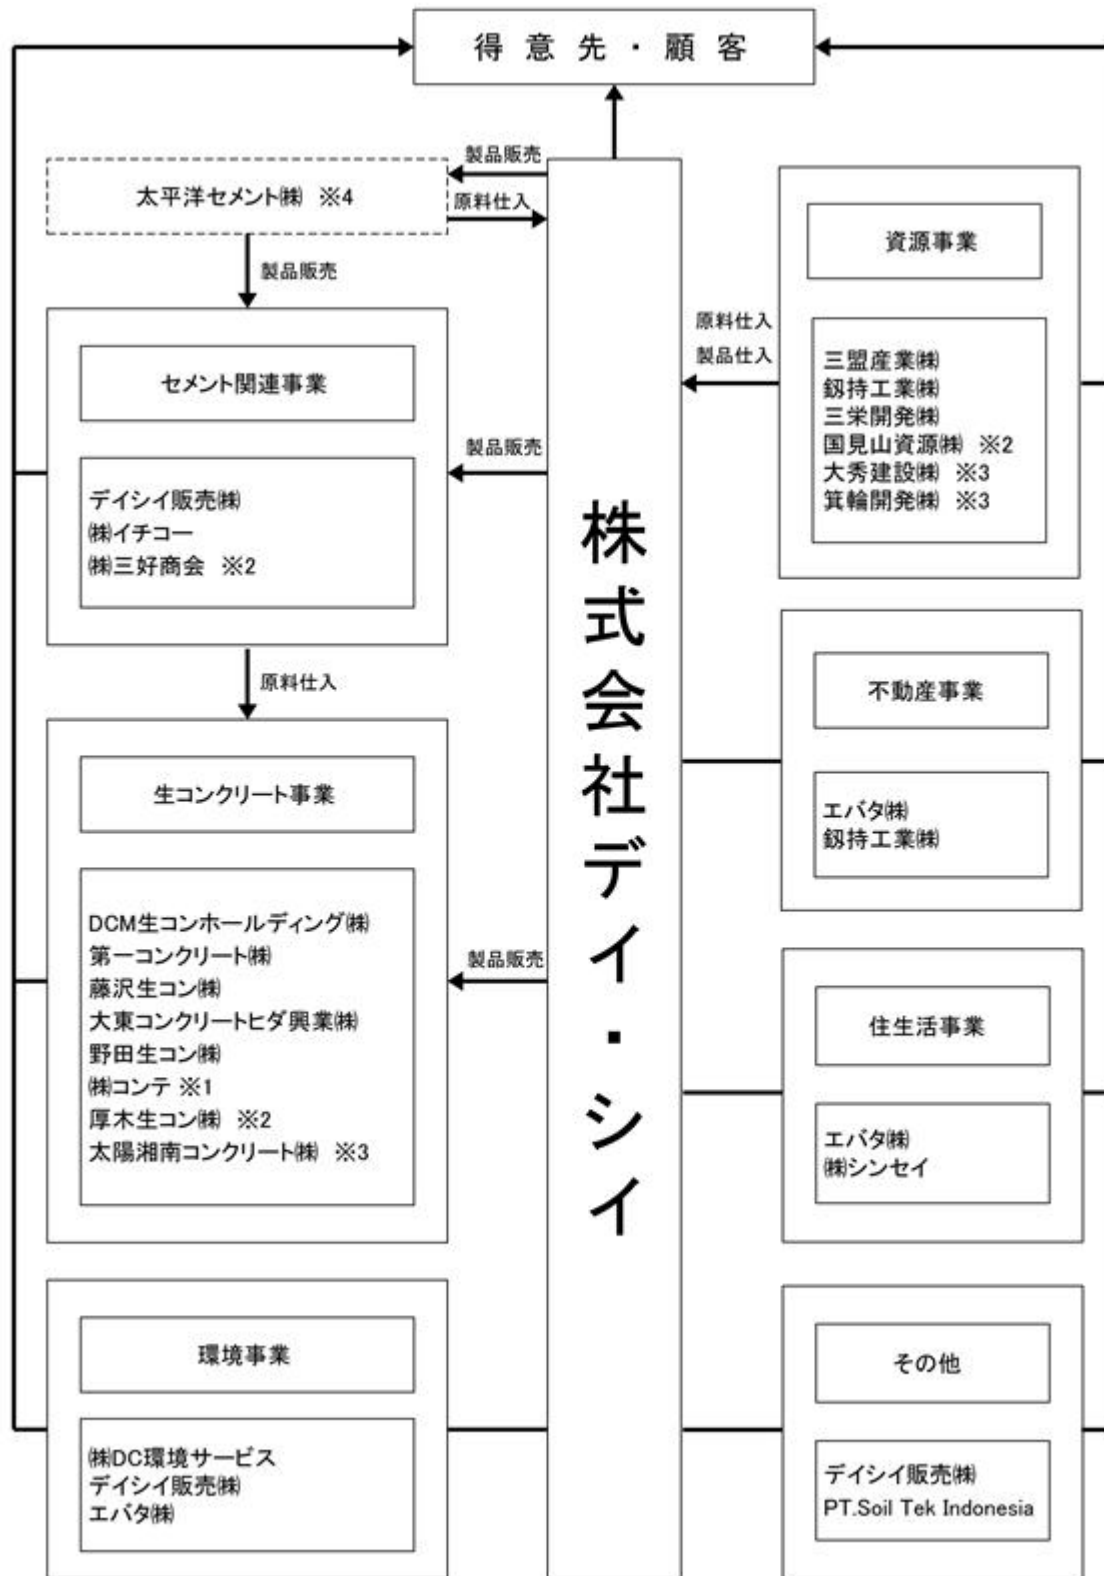 得意先・顧客
製品販売
太平洋セメント㈱ ※4
原料仕入
製品販売
セメント関連事業
デイシイ販売㈱
㈱イチコー
㈱三好商会 ※2
製品販売
原料仕入
生コンクリート事業
DCM生コンホールディング㈱
第一コンクリート㈱
藤沢生コン㈱
大東コンクリートヒダ興業㈱
野田生コン㈱
㈱コンテ ※1
厚木生コン㈱ ※2
太陽湘南コンクリート㈱ ※3
製品販売
環境事業
㈱DC環境サービス
デイシイ販売㈱
エバタ㈱
株式会社デイ・シイ
資源事業
原料仕入
製品仕入
三盟産業㈱
釼持工業㈱
三栄開発㈱
国見山資源㈱ ※2
大秀建設㈱ ※3
箕輪開発㈱ ※3
不動産事業
エバタ㈱
釼持工業㈱
住生活事業
エバタ㈱
㈱シンセイ
その他
デイシイ販売㈱
PT.Soil Tek Indonesia